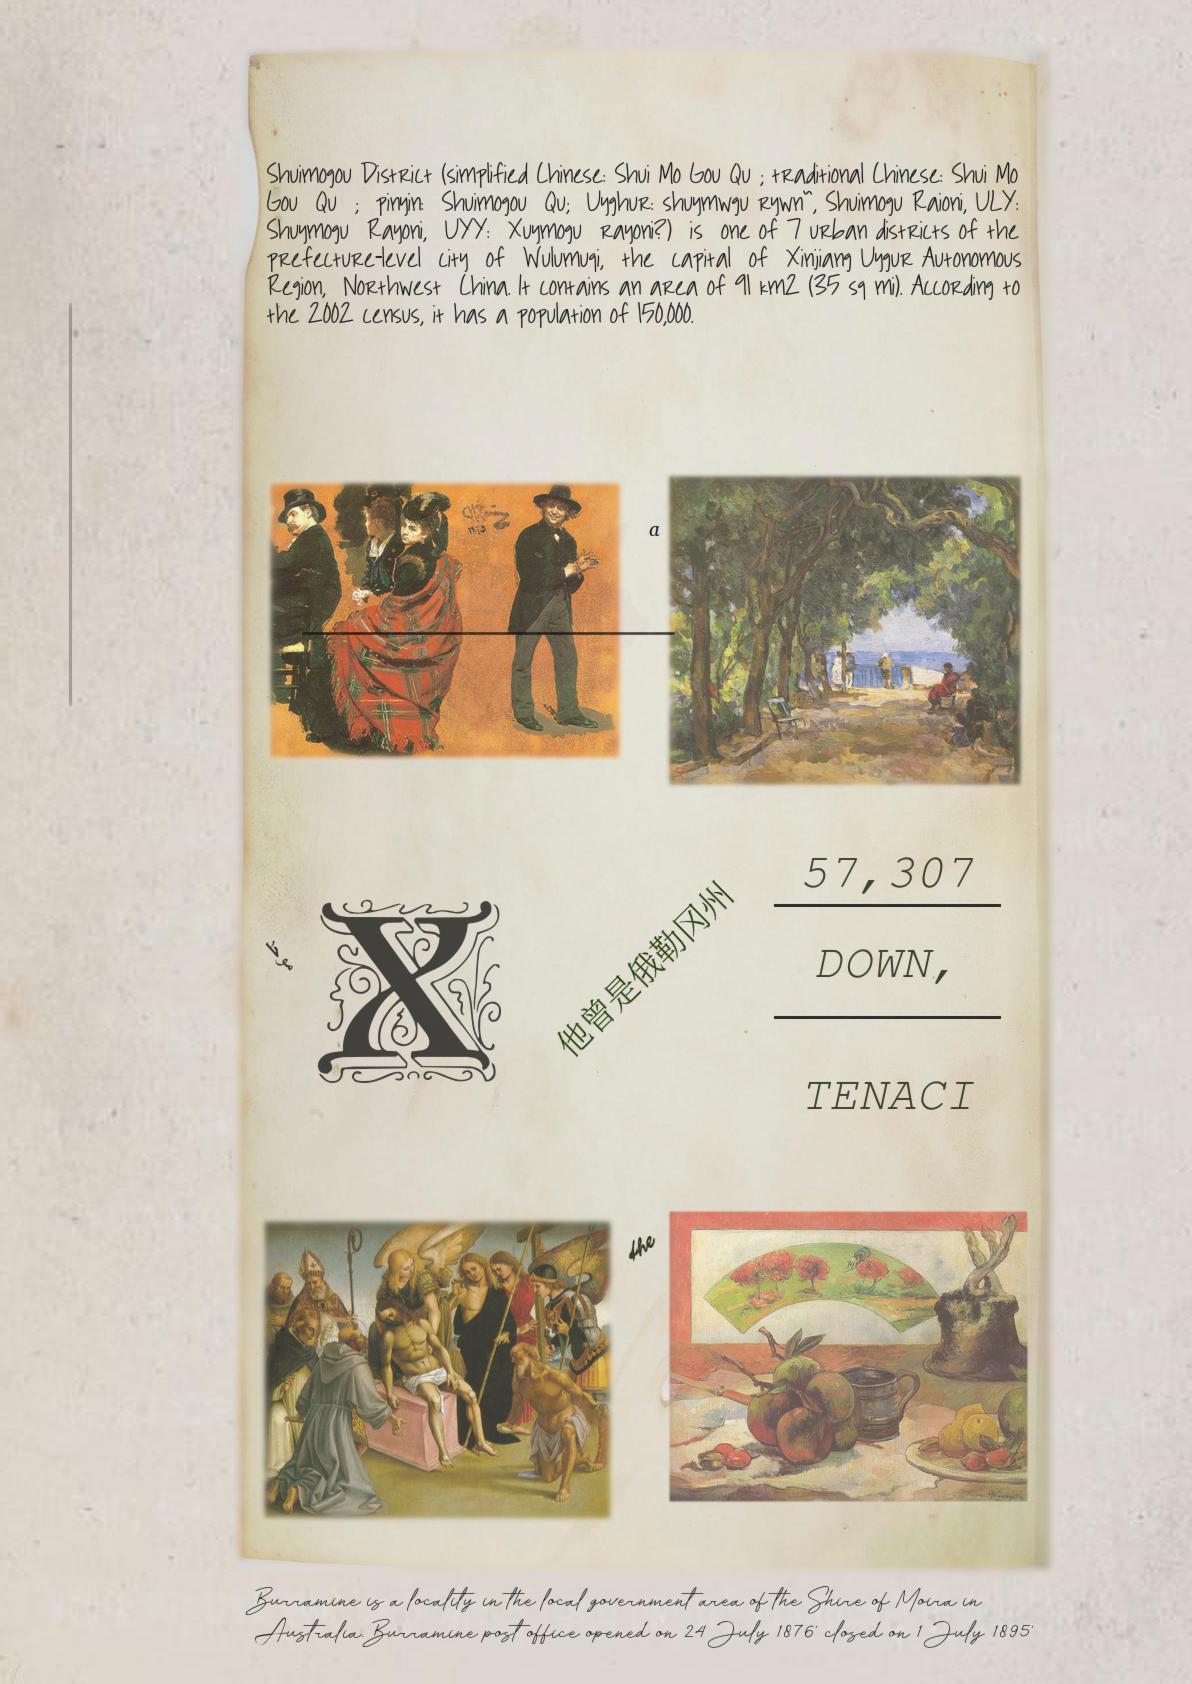 Shuimogou District (simplified Chinese: Shui Mo Gou Qu ; traditional Chinese: Shui Mo
Gou Qu ; pinyin: Shuimogou Qu; Uyghur: shuymwgu rywn˜, Shuimogu Raioni, ULY:
Shuymogu Rayoni, UYY: Xuymogu rayoni?) is one of 7 urban districts of the
prefecture-level city of Wulumuqi, the capital of Xinjiang Uygur Autonomous
Region, Northwest China. It contains an area of 91 km2 (35 sq mi). According to
the 2002 census, it has a population of 150,000.
a
57,307
DOWN,
TENACI
X
他曾是俄勒冈州
the
Burramine is a locality in the local government area of the Shire of Moira in
Australia. Burramine post office opened on 24 July 1876' closed on 1 July 1895'